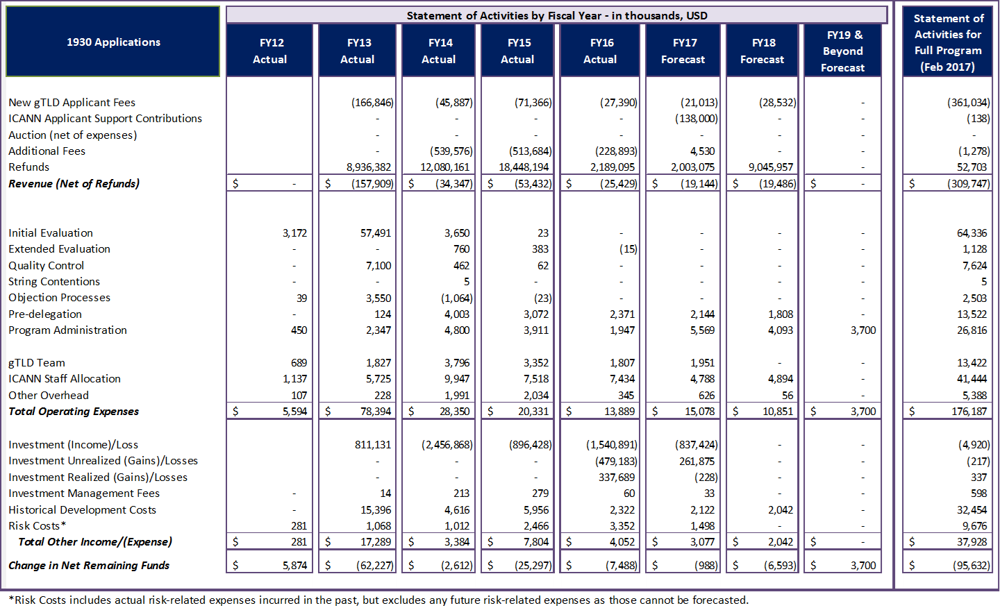 Statement of Activities by Fiscal Year - in thousands, USD
1930 Applications FY12 Actual FY13 Actual FY14 Actual FY15 Actual FY16 Actual FY17 Forecast FY18 Forecast FY19 & Beyond Forecast Statement of Activities for Full Program (Feb 2017)
New gTLD Applicant Fees (166,846) (45,887) (71,366) (27,390) (21,013) (28,532) - (361,034)
ICANN Applicant Support Contributions - - - - (138,000) - - (138)
Auction (net of expenses) - - - - - - - -
Additional Fees - (539,576) (513,684) (228,893) 4,530 - - (1,278)
Refunds 8,936,382 12,080,161 18,448,194 2,189,095 2,003,075 9,045,957 - 52,703
Revenue (Net of Refunds) $ - $ (157,909) $ (34,347) $ (53,432) $ (25,429) $ (19,144) $ (19,486) $ - $ (309,747)
Initial Evaluation 3,172 57,491 3,650 23 - - - - 64,336
Extended Evaluation - - 760 383 (15) - - - 1,128
Quality Control - 7,100 462 62 - - - - 7,624
String Contentions - - 5 - - - - - 5
Objection Processes 39 3,550 (1,064) (23) - - - - 2,503
Pre-delegation - 124 4,003 3,072 2,371 2,144 1,808 - 13,522
Program Administration 450 2,347 4,800 3,911 1,947 5,569 4,093 3,700 26,816
gTLD Team 689 1,827 3,796 3,352 1,807 1,951 - - 13,422
ICANN Staff Allocation 1,137 5,725 9,947 7,518 7,434 4,788 4,894 - 41,444
Other Overhead 107 228 1,991 2,034 345 626 56 - 5,388
Total Operating Expenses $ 5,594 $ 78,394 $ 28,350 $ 20,331 $ 13,889 $ 15,078 $ 10,851 $ 3,700 $ 176,187
Investment (Income)/Loss 811,131 (2,456,868) (896,428) (1,540,891) (837,424) - - (4,920)
Investment Unrealized (Gains)/Losses - - - (479,183) 261,875 - - (217)
Investment Realized (Gains)/Losses - - - 337,689 (228) - - 337
Investment Management Fees - 14 213 279 60 33 - - 598
Historical Development Costs - 15,396 4,616 5,956 2,322 2,122 2,042 - 32,454
Risk Costs* 281 1,068 1,012 2,466 3,352 1,498 - - 9,676
Total Other Income/(Expense) $ 281 $ 17,289 $ 3,384 $ 7,804 $ 4,052 $ 3,077 $ 2,042 $ - $ 37,928
Change in Net Remaining Funds $ 5,874 $ (62,227) $ (2,612) $ (25,297) $ (7,488) $ (988) $ (6,593) $ 3,700 $ (95,632)
*Risk Costs includes actual risk-related expenses incurred in the past, but excludes any future risk-related expenses as those cannot be forecasted.